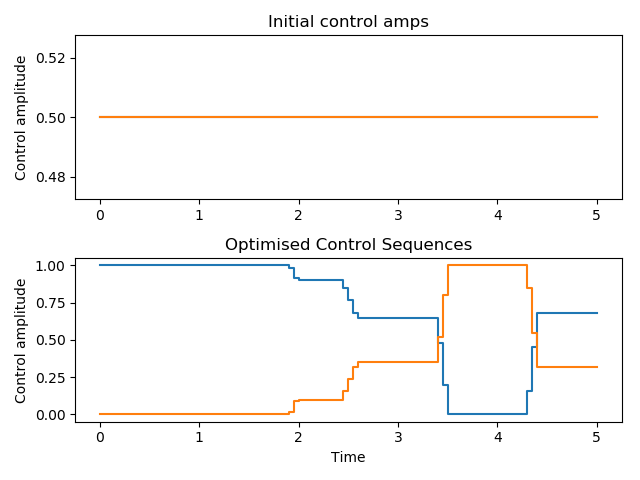 Initial control amps
0.52
0.50
0.48
Control amplitude
0 1 2 3 4 5
Optimised Control Sequences
1.00
0.75
0.50
0.25
0.00
Control amplitude
0 1 2 3 4 5
Time